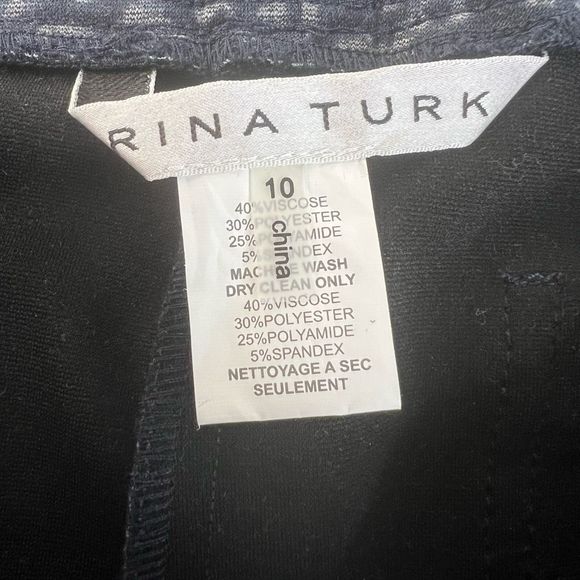 RINA TURK
10
40%VISCOSE
30%POLYESTER
25%POLYAMIDE
5%SPANDEX
MACHINE WASH
DRY CLEAN ONLY
china
40%VISCOSE
30%POLYESTER
25%POLYAMIDE
5%SPANDEX
NETTOYAGE A SEC
SEULEMENT